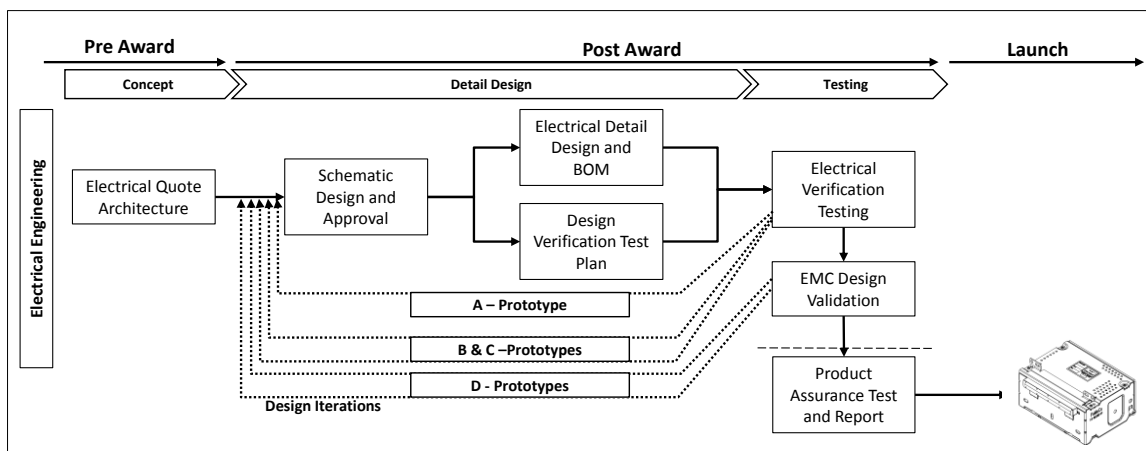 Pre Award
Post Award
Launch
Concept
Detail Design
Testing
Electrical Engineering
Electrical Quote
Architecture
Schematic
Design and
Approval
Electrical Detail
Design and
BOM
Design
Verification Test
Plan
Electrical
Verification
Testing
EMC Design
Validation
Product
Assurance Test
and Report
A – Prototype
B & C –Prototypes
D - Prototypes
Design Iterations